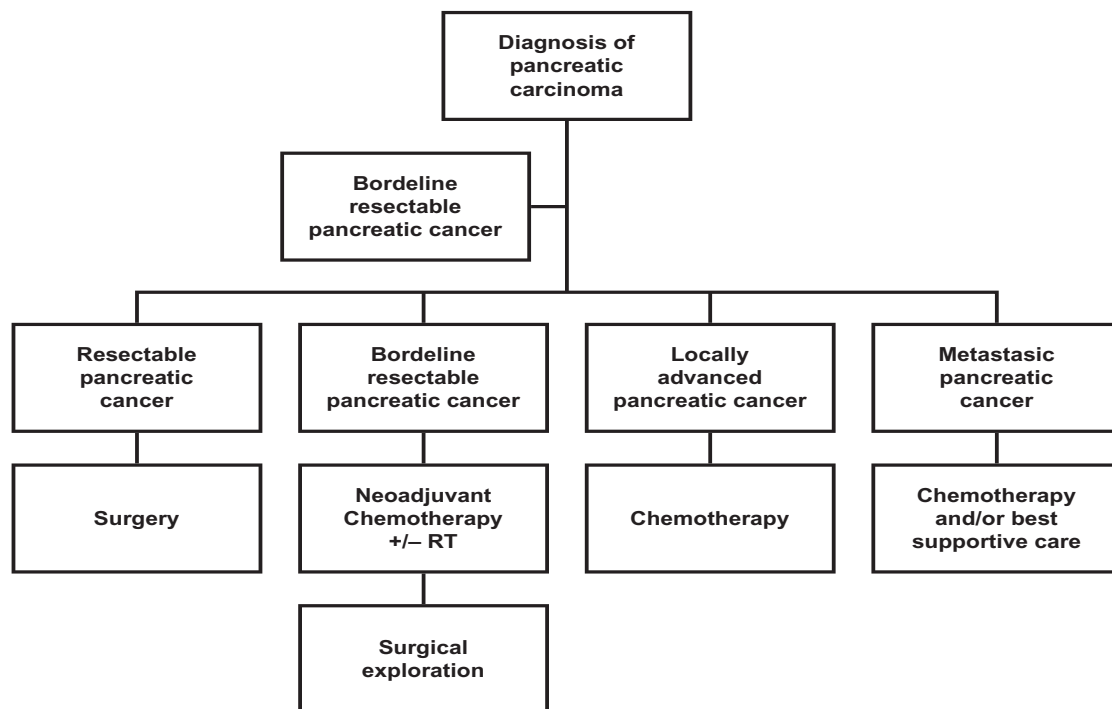 Diagnosis of
pancreatic
carcinoma
Bordeline
resectable
pancreatic cancer
Resectable
pancreatic
cancer
Bordeline
resectable
pancreatic cancer
Locally
advanced
pancreatic cancer
Metastasic
pancreatic
cancer
Surgery
Neoadjuvant
Chemotherapy
+/– RT
Chemotherapy
Chemotherapy
and/or best
supportive care
Surgical
exploration